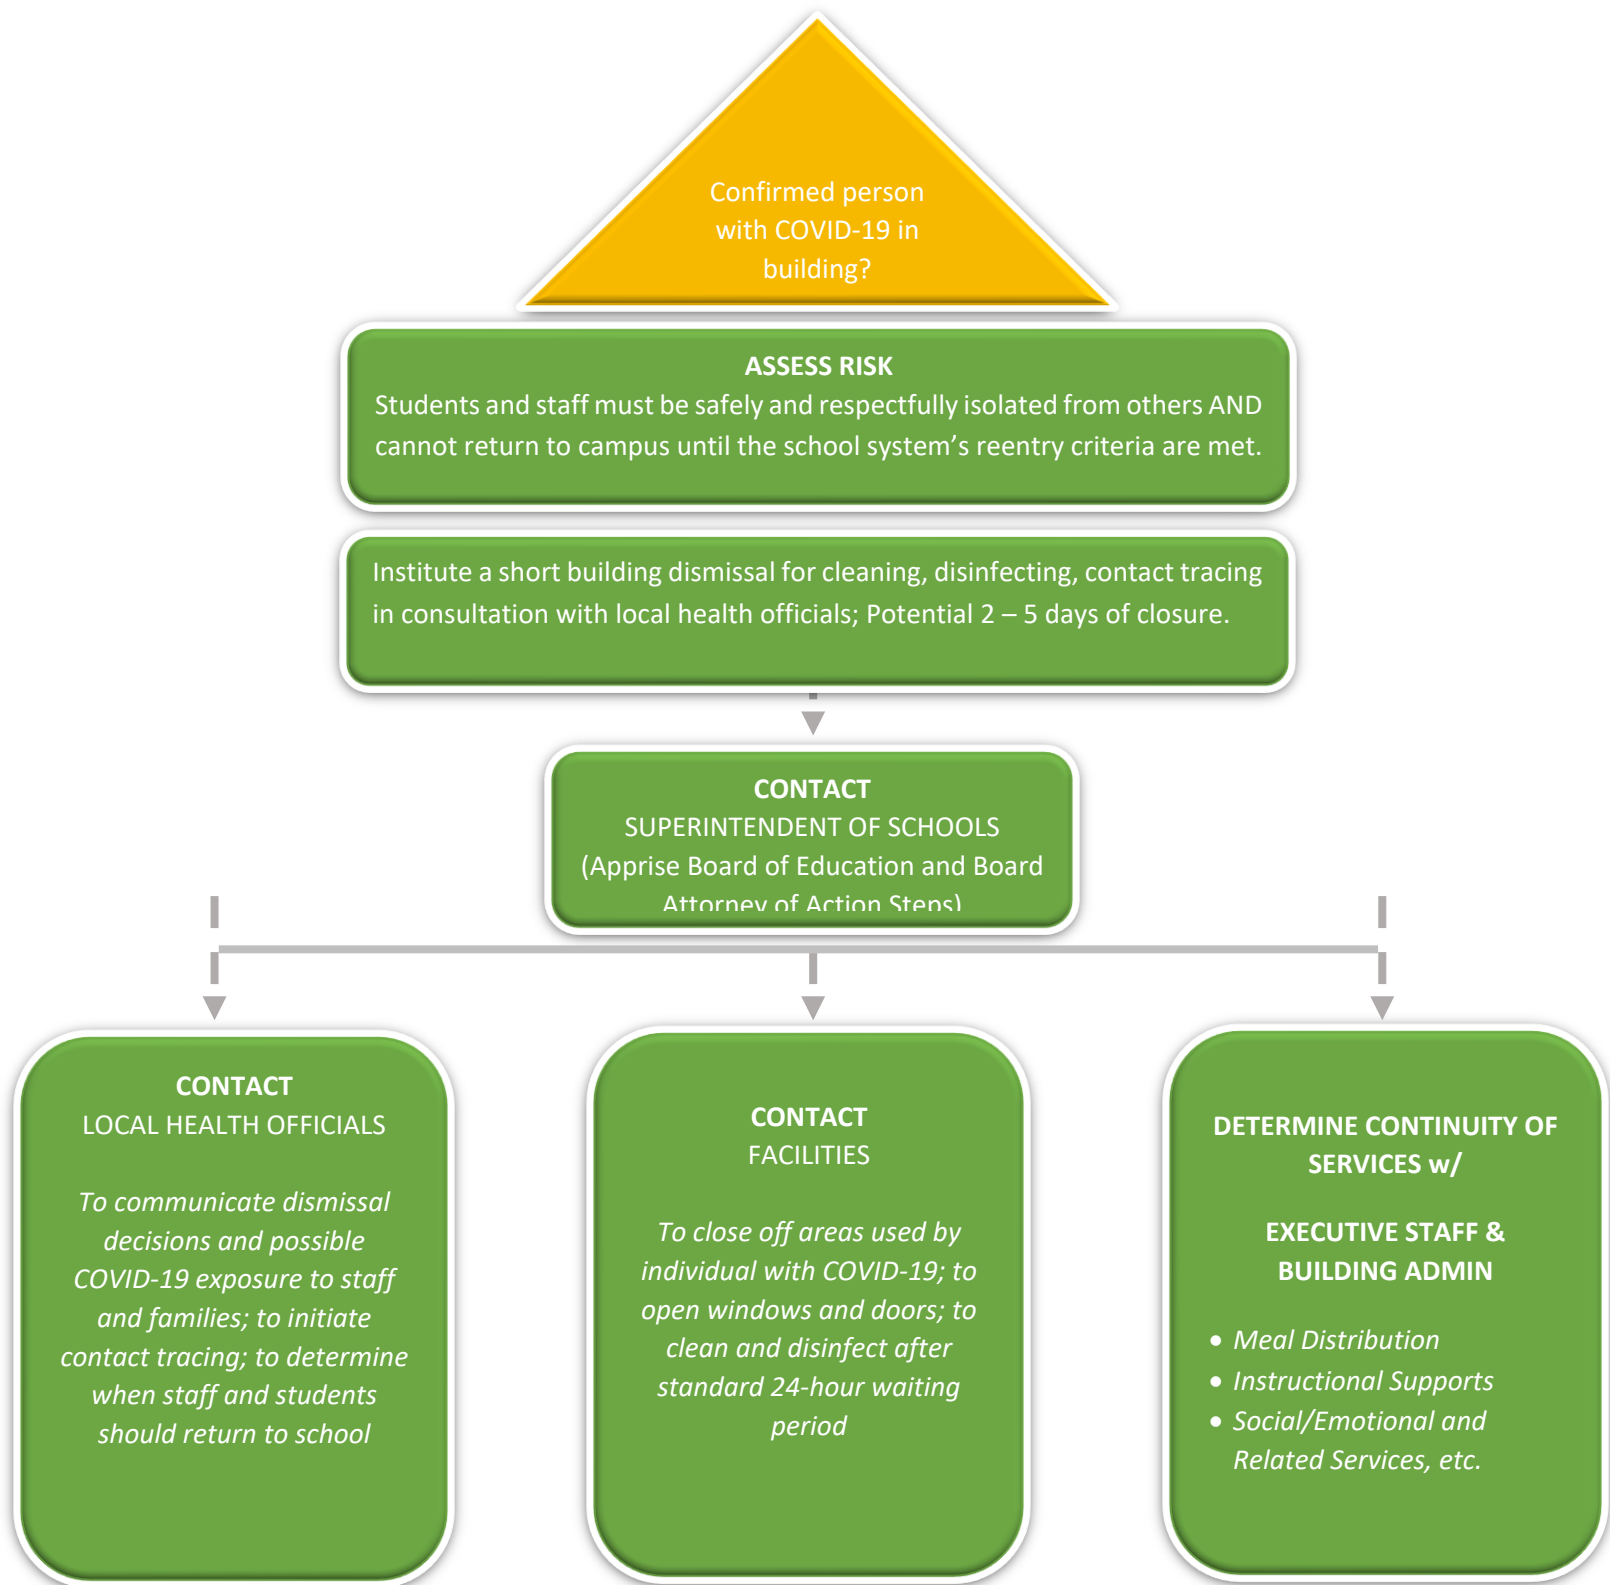 Confirmed person
with COVID-19 in
building?
ASSESS RISK
Students and staff must be safely and respectfully isolated from others AND
cannot return to campus until the school system’s reentry criteria are met.
Institute a short building dismissal for cleaning, disinfecting, contact tracing
in consultation with local health officials; Potential 2 – 5 days of closure.
CONTACT
SUPERINTENDENT OF SCHOOLS
(Apprise Board of Education and Board
Attorney of Action Steps)
CONTACT
LOCAL HEALTH OFFICIALS
To communicate dismissal
decisions and possible
COVID-19 exposure to staff
and families; to initiate
contact tracing; to determine
when staff and students
should return to school
CONTACT
FACILITIES
To close off areas used by
individual with COVID-19; to
open windows and doors; to
clean and disinfect after
standard 24-hour waiting
period
DETERMINE CONTINUITY OF
SERVICES w/
EXECUTIVE STAFF &
BUILDING ADMIN
• Meal Distribution
• Instructional Supports
• Social/Emotional and
Related Services, etc.